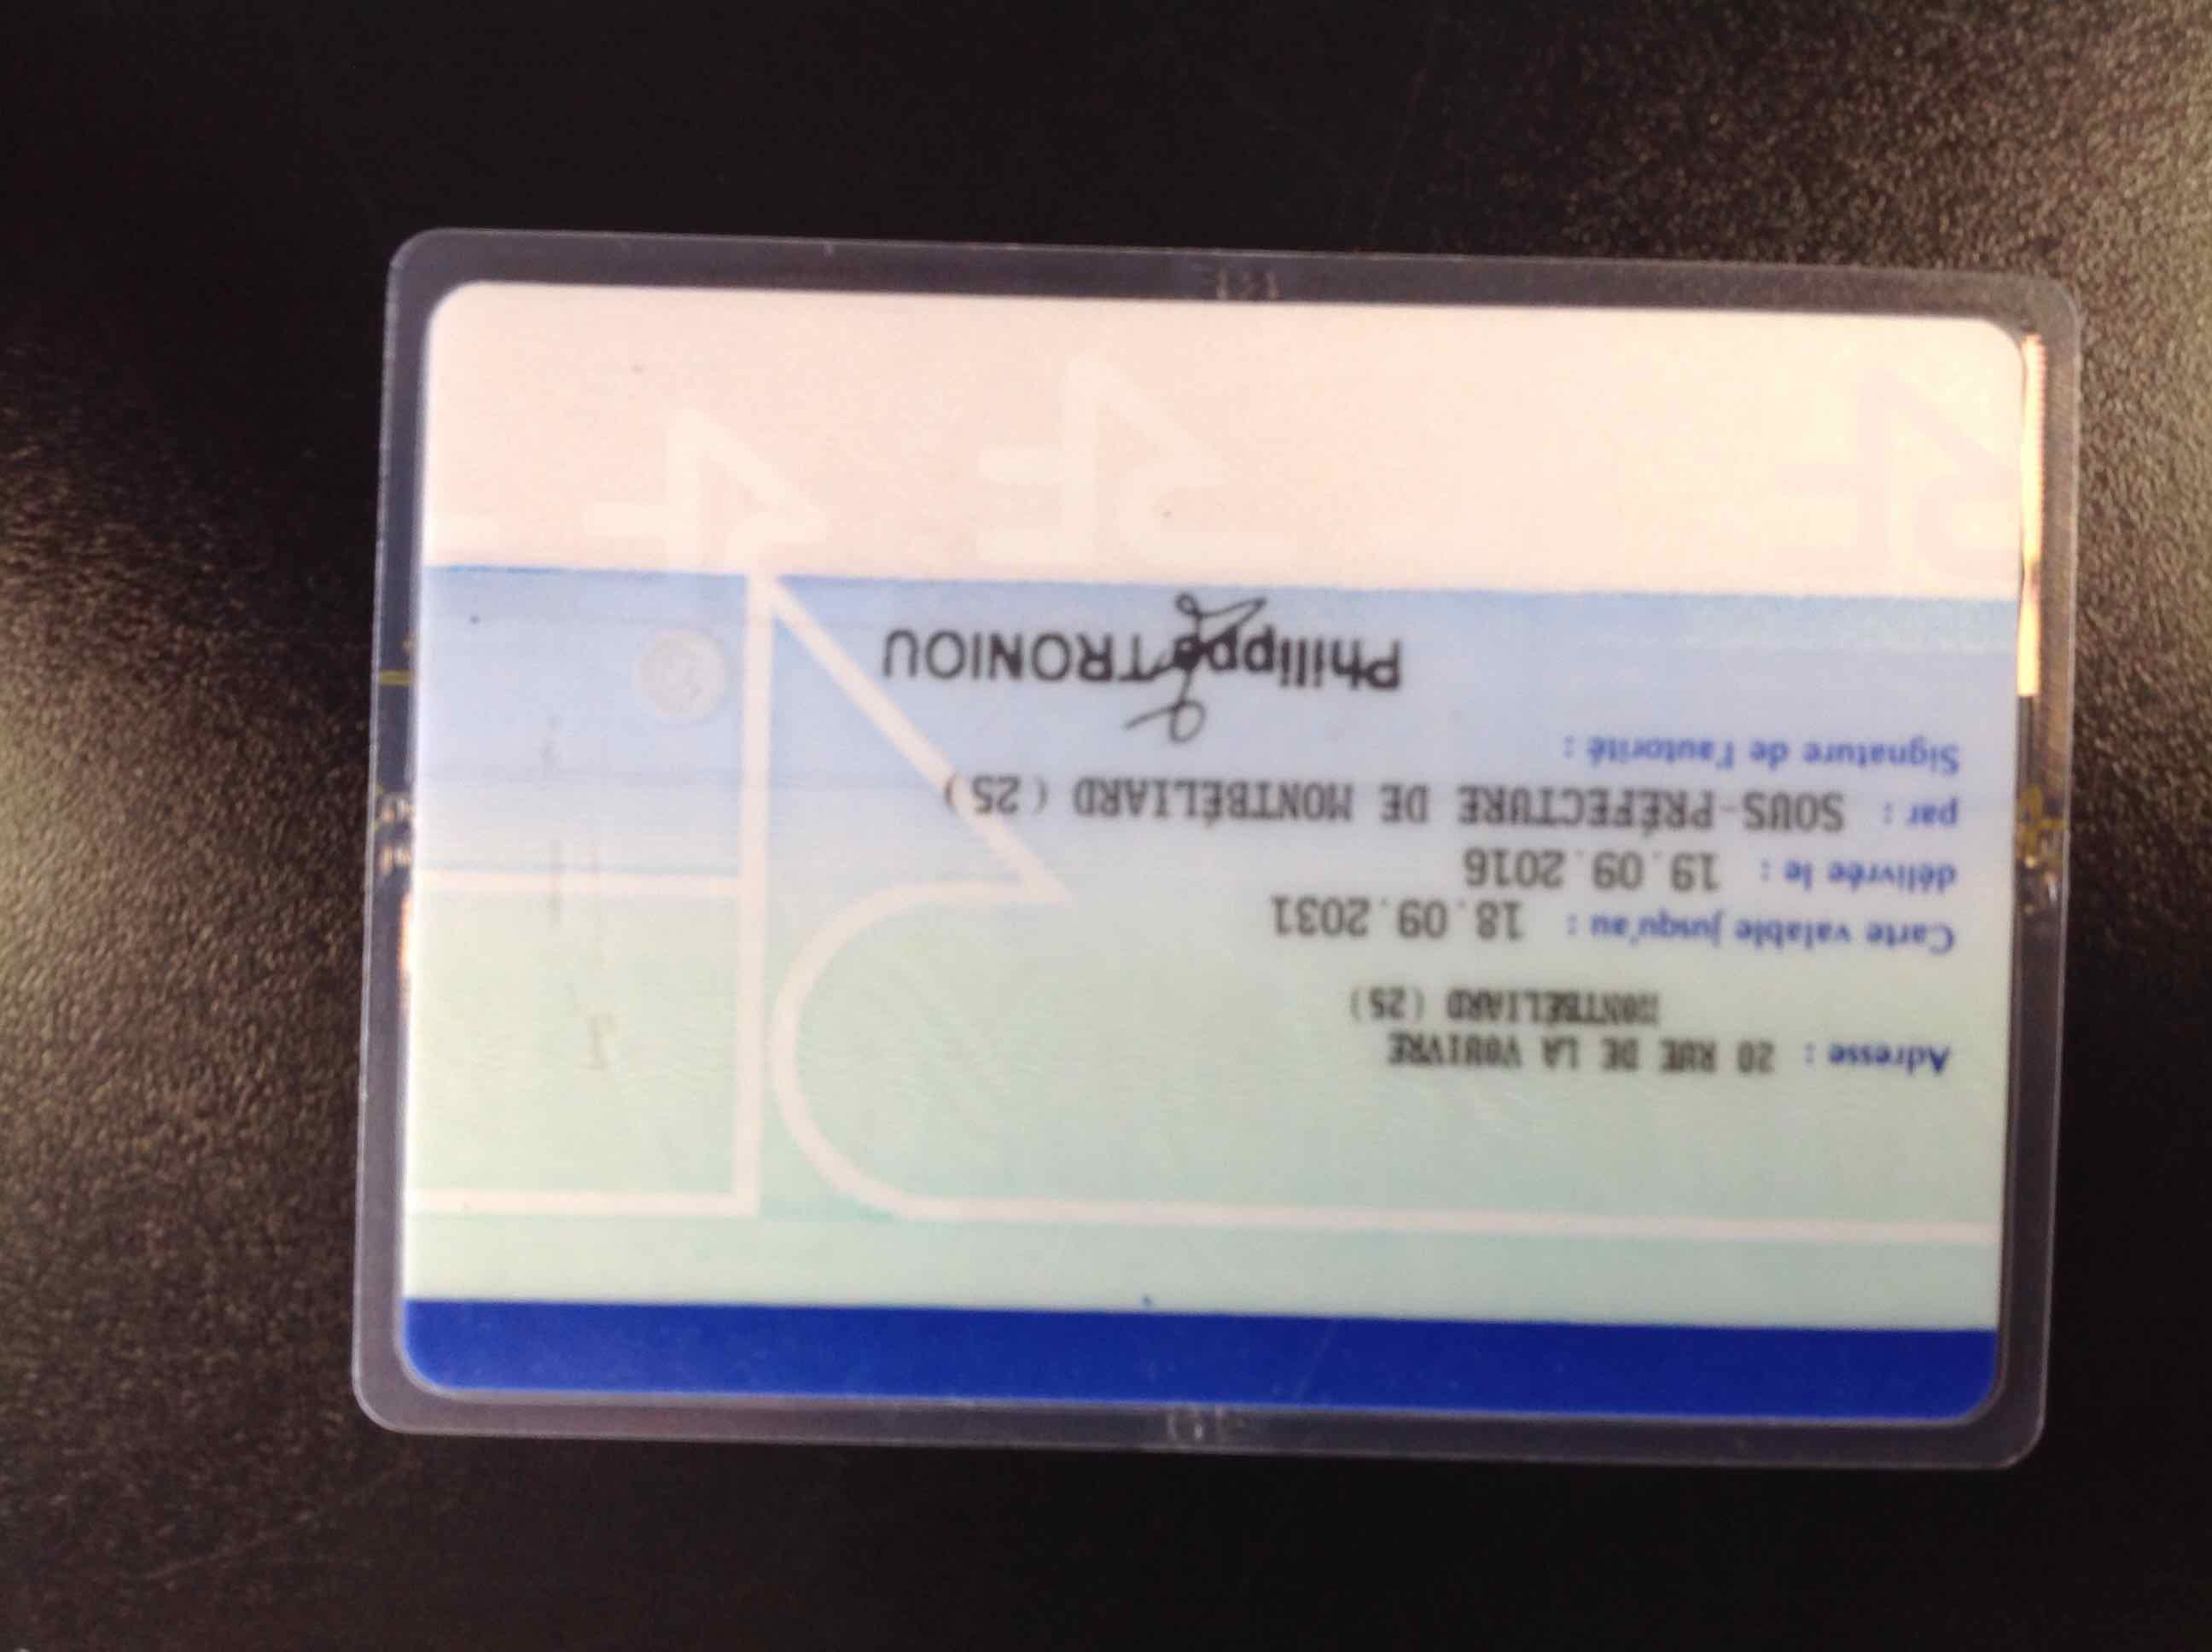 Adresse : 20 RUE DE LA VOUIVRE
MONTBÉLIARD (25)
Carte valable jusqu'au : 18.09.2031
délivrée le : 19.09.2016
par : SOUS-PRÉFECTURE DE MONTBÉLIARD (25)
Signature de l'autorité :
Philippe TRONIOU